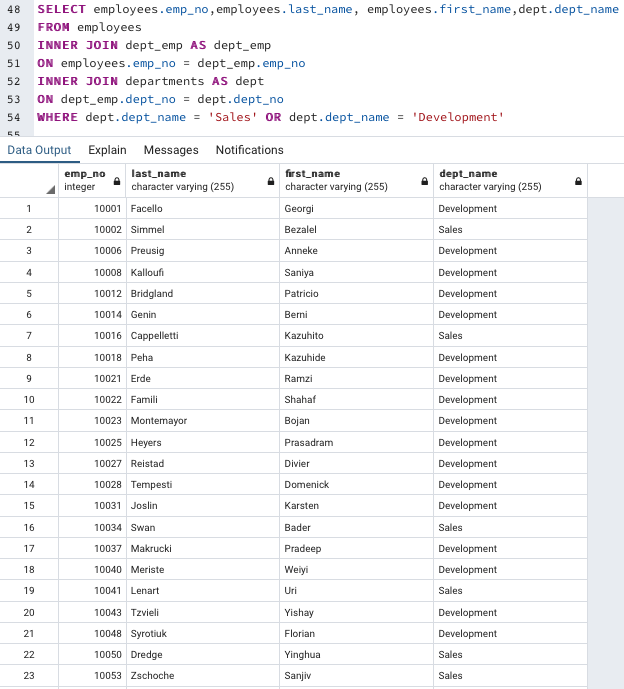 48 SELECT employees.emp_no,employees.last_name, employees.first_name,dept.dept_name
49 FROM employees
50 INNER JOIN dept_emp AS dept_emp
51 ON employees.emp_no = dept_emp.emp_no
52 INNER JOIN departments AS dept
53 ON dept_emp.dept_no = dept.dept_no
54 WHERE dept.dept_name = 'Sales' OR dept.dept_name = 'Development'
55
Data Output Explain Messages Notifications
emp_no last_name first_name dept_name
integer character varying (255) character varying (255) character varying (255)
1 10001 Facello Georgi Development
2 10002 Simmel Bezalel Sales
3 10006 Preusig Anneke Development
4 10008 Kalloufi Saniya Development
5 10012 Bridgland Patricio Development
6 10014 Genin Berni Development
7 10016 Cappelletti Kazuhito Sales
8 10018 Peha Kazuhide Development
9 10021 Erde Ramzi Development
10 10022 Famili Shahaf Development
11 10023 Montemayor Bojan Development
12 10025 Heyers Prasadram Development
13 10027 Reistad Divier Development
14 10028 Tempesti Domenick Development
15 10031 Joslin Karsten Development
16 10034 Swan Bader Sales
17 10037 Makrucki Pradeep Development
18 10040 Meriste Weiyi Development
19 10041 Lenart Uri Sales
20 10043 Tzvieli Yishay Development
21 10048 Syrotiuk Florian Development
22 10050 Dredge Yinghua Sales
23 10053 Zschoche Sanjiv Sales